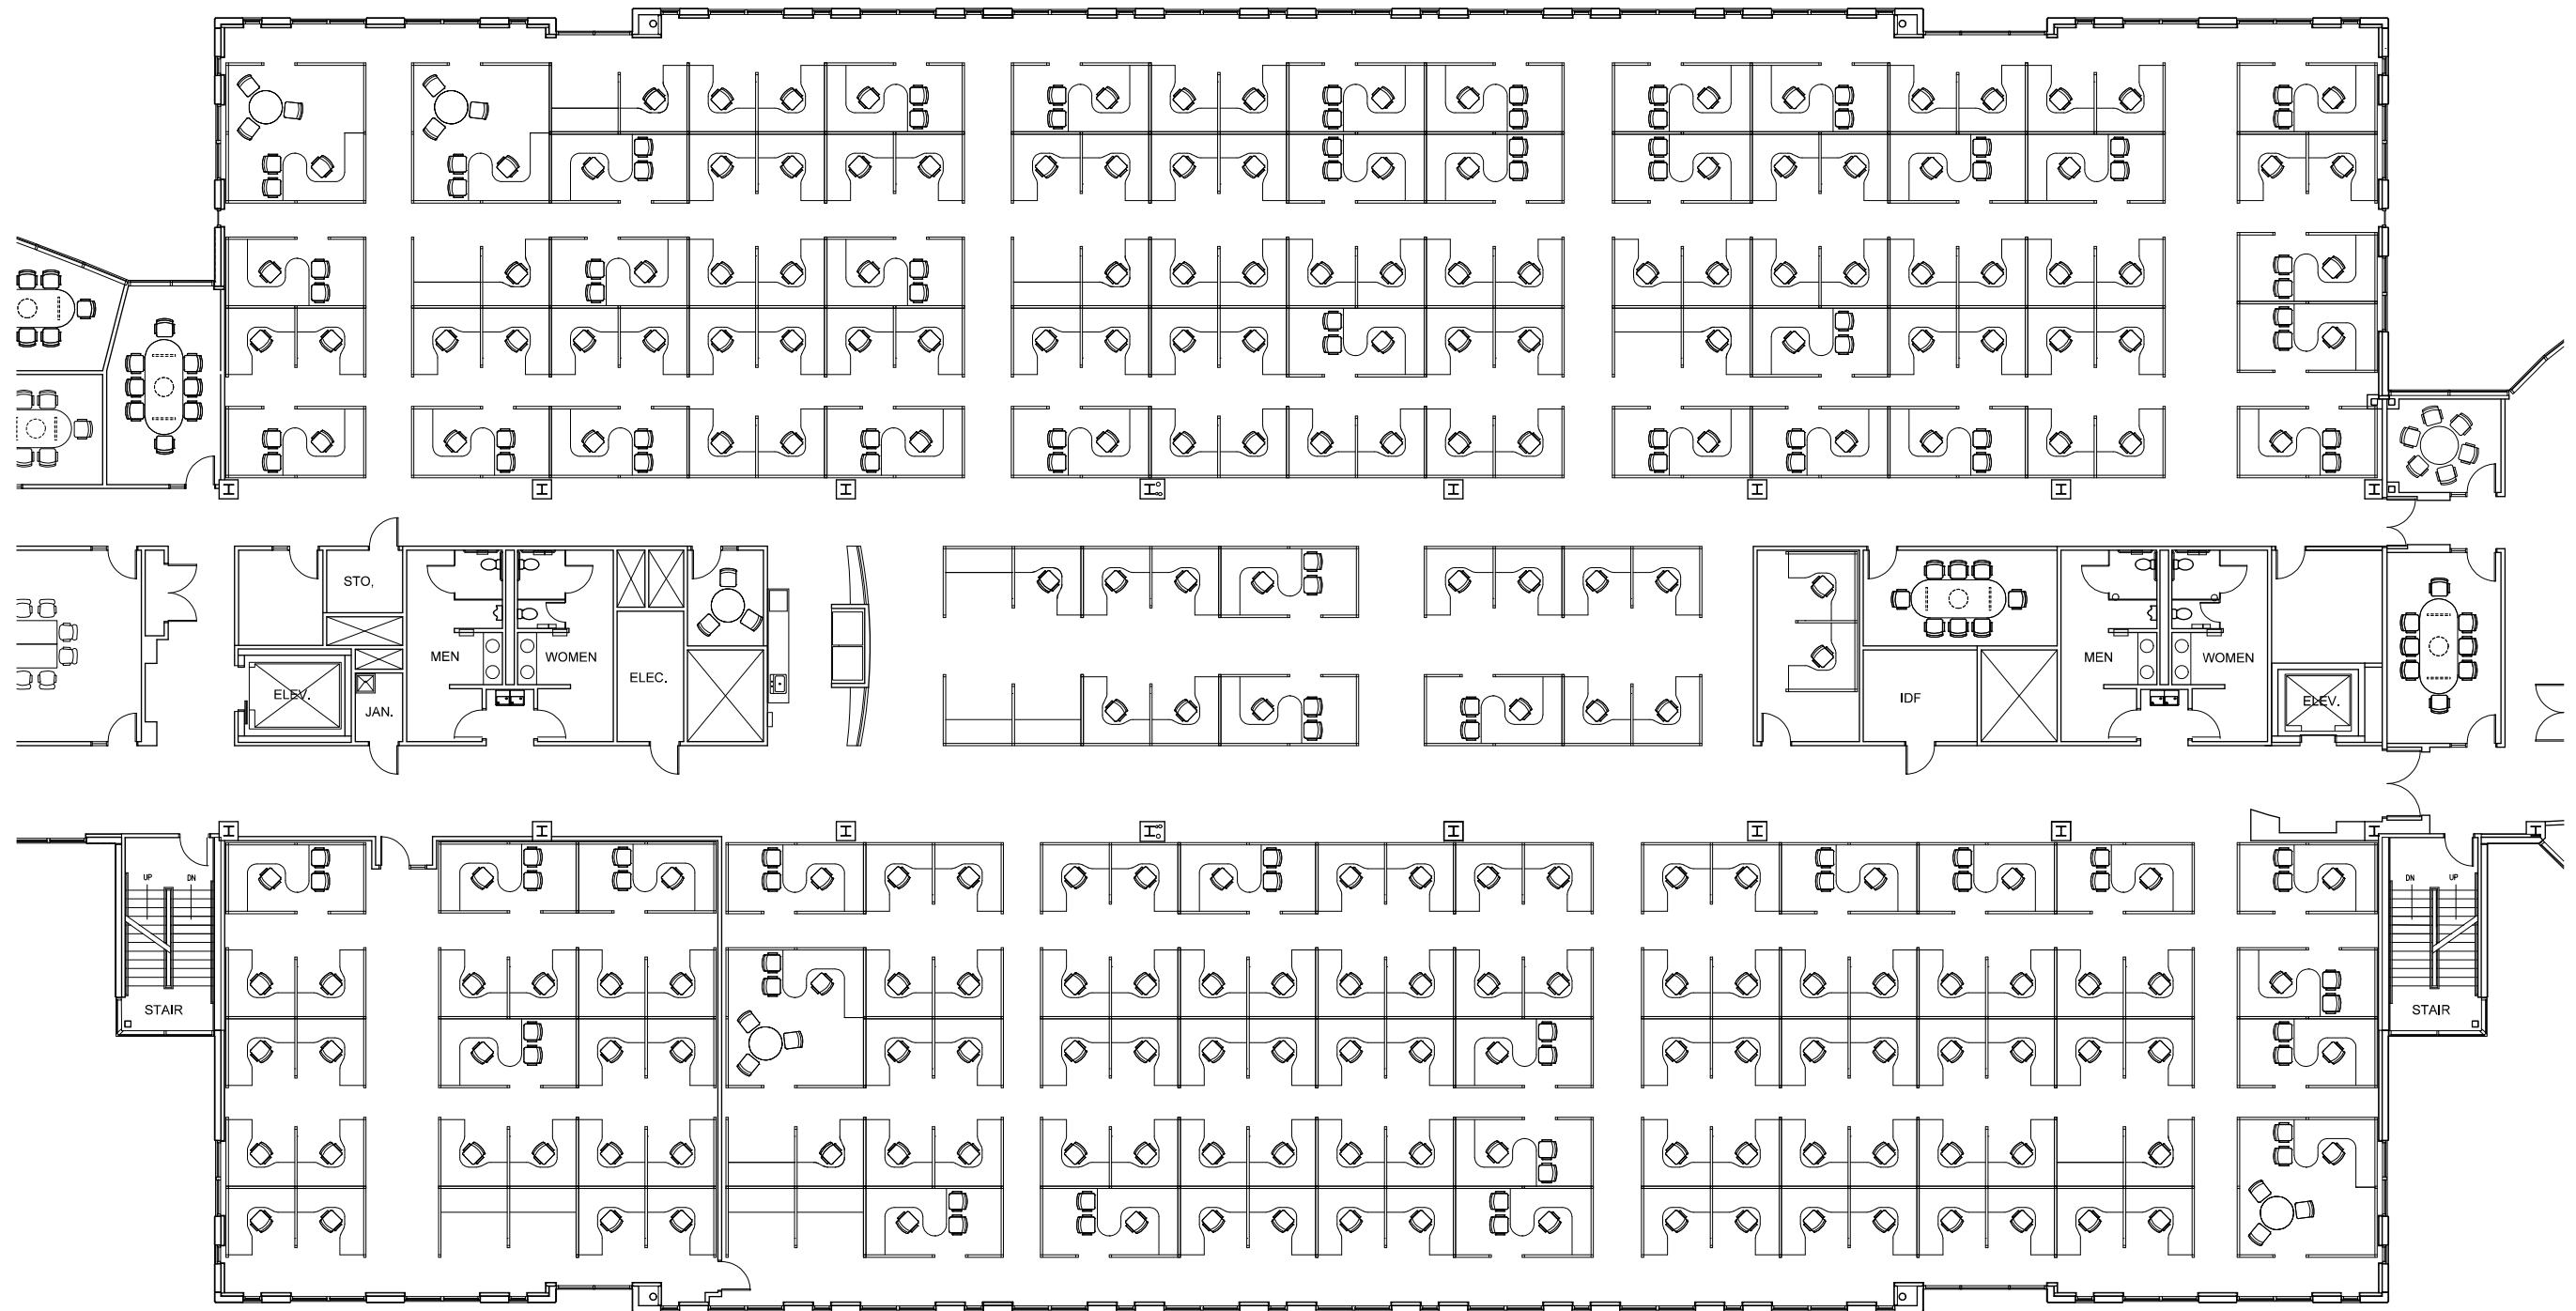 STO,
MEN
WOMEN
ELEC.
ELEV.
JAN.
MEN
WOMEN
IDF
ELEV.
UP
DN
STAIR
DN
UP
STAIR